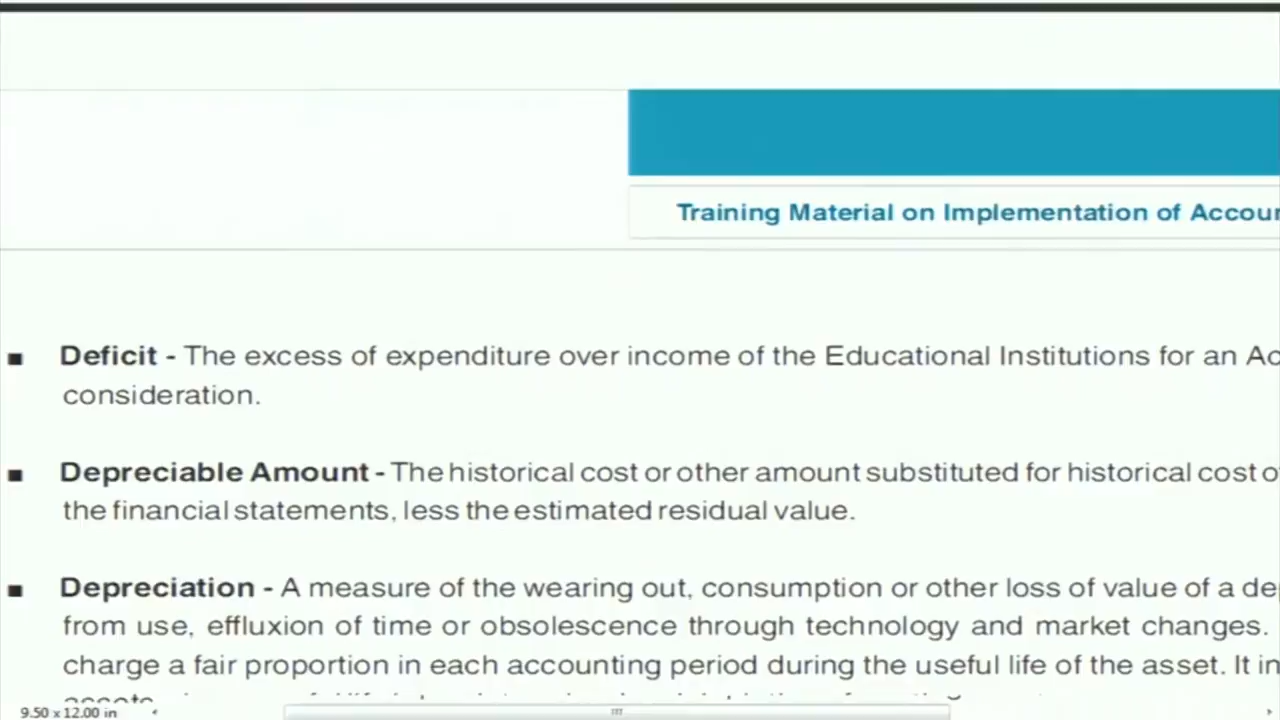 Training Material on Implementation of Accou
■ Deficit - The excess of expenditure over income of the Educational Institutions for an Ac
consideration.
■ Depreciable Amount - The historical cost or other amount substituted for historical cost o
the financial statements, less the estimated residual value.
■ Depreciation - A measure of the wearing out, consumption or other loss of value of a de
from use, effluxion of time or obsolescence through technology and market changes.
charge a fair proportion in each accounting period during the useful life of the asset. It in
9.50 x 12.00 in